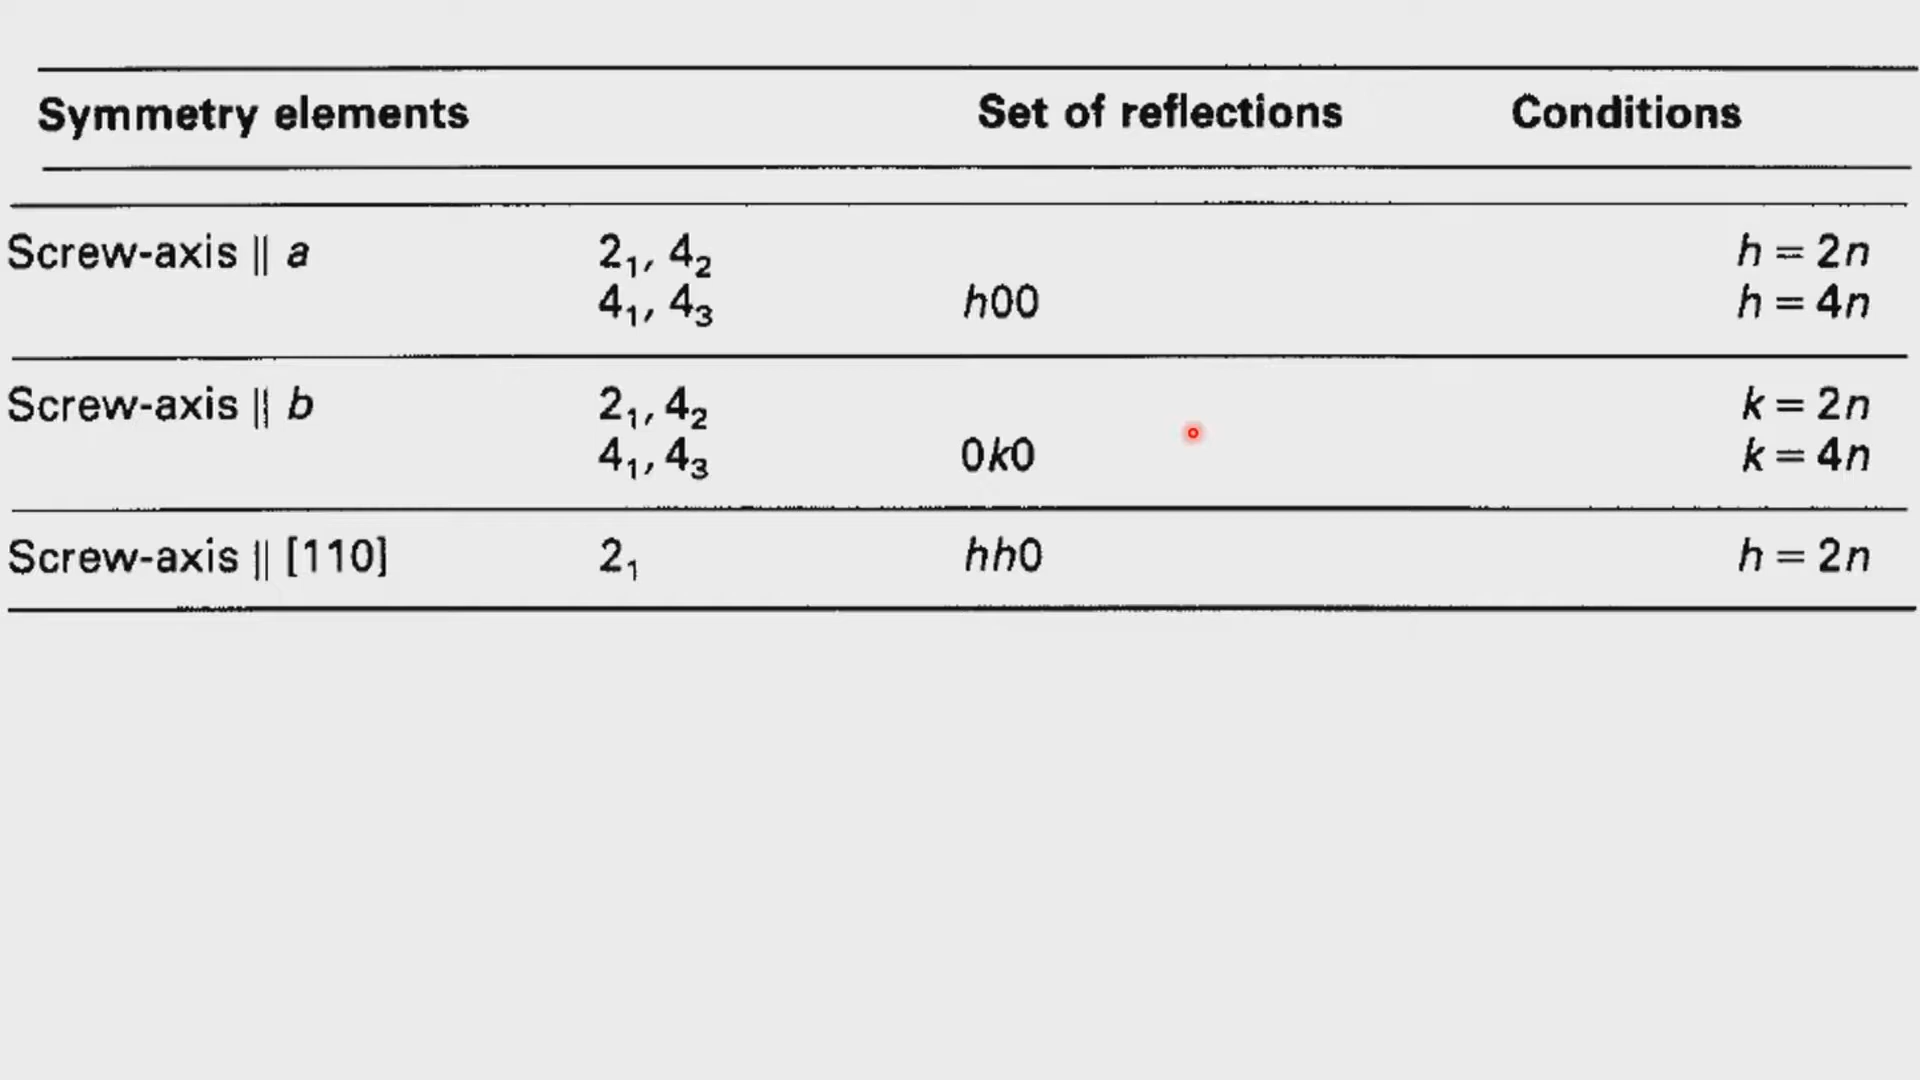 Symmetry elements Set of reflections Conditions
Screw-axis || a 2₁, 4₂ h = 2n
4₁, 4₃ h00 h = 4n
Screw-axis || b 2₁, 4₂ k = 2n
4₁, 4₃ 0k0 k = 4n
Screw-axis || [110] 2₁ hh0 h = 2n